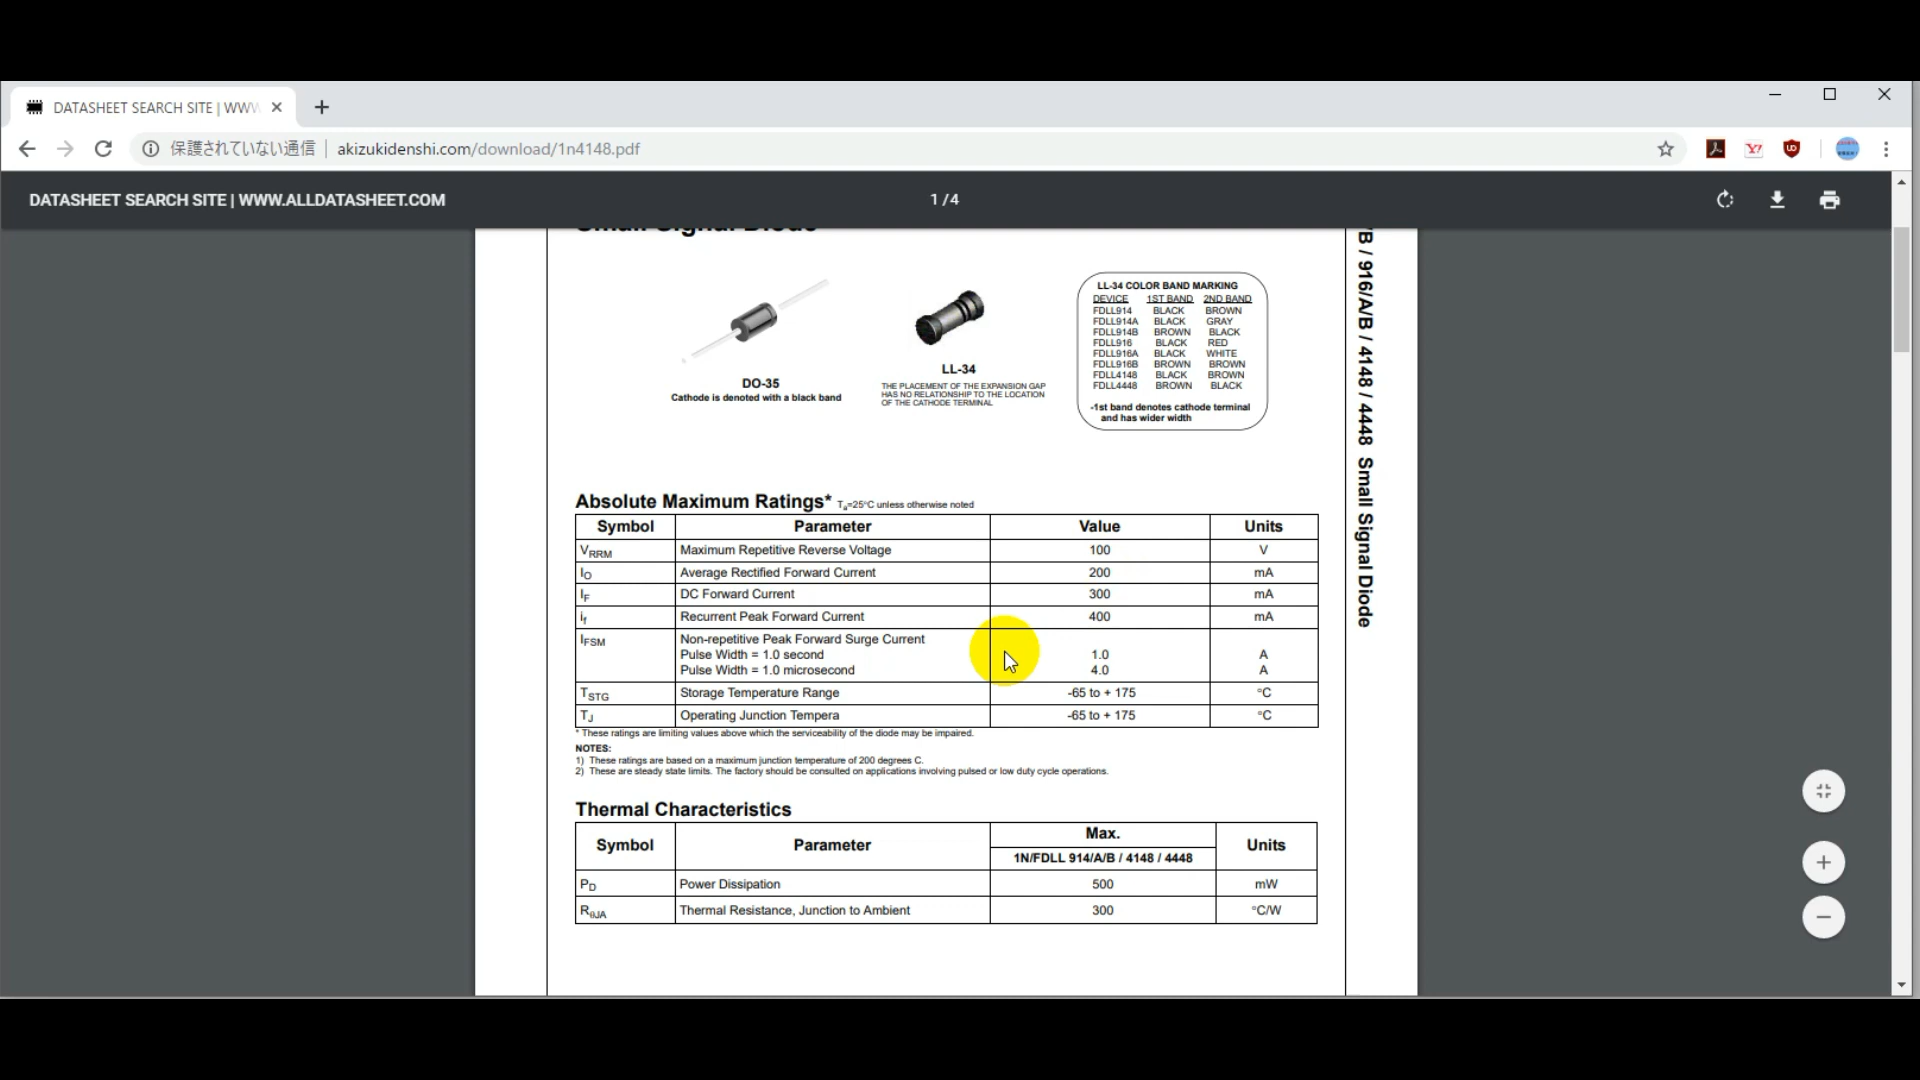 DATASHEET SEARCH SITE | WWW
保護されていない通信 akizukidenshi.com/download/1n4148.pdf
DATASHEET SEARCH SITE | WWW.ALLDATASHEET.COM
1 / 4
Small Signal Diode
/B / 916/A/B / 4148 / 4448 Small Signal Diode
DO-35
Cathode is denoted with a black band
LL-34
THE PLACEMENT OF THE EXPANSION GAP
HAS NO RELATIONSHIP TO THE LOCATION
OF THE CATHODE TERMINAL
LL-34 COLOR BAND MARKING
DEVICE 1ST BAND 2ND BAND
FDLL914 BLACK BROWN
FDLL914A BLACK GRAY
FDLL914B BROWN BLACK
FDLL916 BLACK RED
FDLL916A BLACK WHITE
FDLL916B BROWN BROWN
FDLL4148 BLACK BROWN
FDLL4448 BROWN BLACK
-1st band denotes cathode terminal
and has wider width
Absolute Maximum Ratings* Ta=25°C unless otherwise noted
Symbol Parameter Value Units
VRRM Maximum Repetitive Reverse Voltage 100 V
IO Average Rectified Forward Current 200 mA
IF DC Forward Current 300 mA
if Recurrent Peak Forward Current 400 mA
IFSM Non-repetitive Peak Forward Surge Current
Pulse Width = 1.0 second 1.0 A
Pulse Width = 1.0 microsecond 4.0 A
TSTG Storage Temperature Range -65 to + 175 °C
TJ Operating Junction Tempera -65 to + 175 °C
* These ratings are limiting values above which the serviceability of the diode may be impaired.
NOTES:
1) These ratings are based on a maximum junction temperature of 200 degrees C.
2) These are steady state limits. The factory should be consulted on applications involving pulsed or low duty cycle operations.
Thermal Characteristics
Symbol Parameter Max. Units
1N/FDLL 914/A/B / 4148 / 4448
PD Power Dissipation 500 mW
RθJA Thermal Resistance, Junction to Ambient 300 °C/W